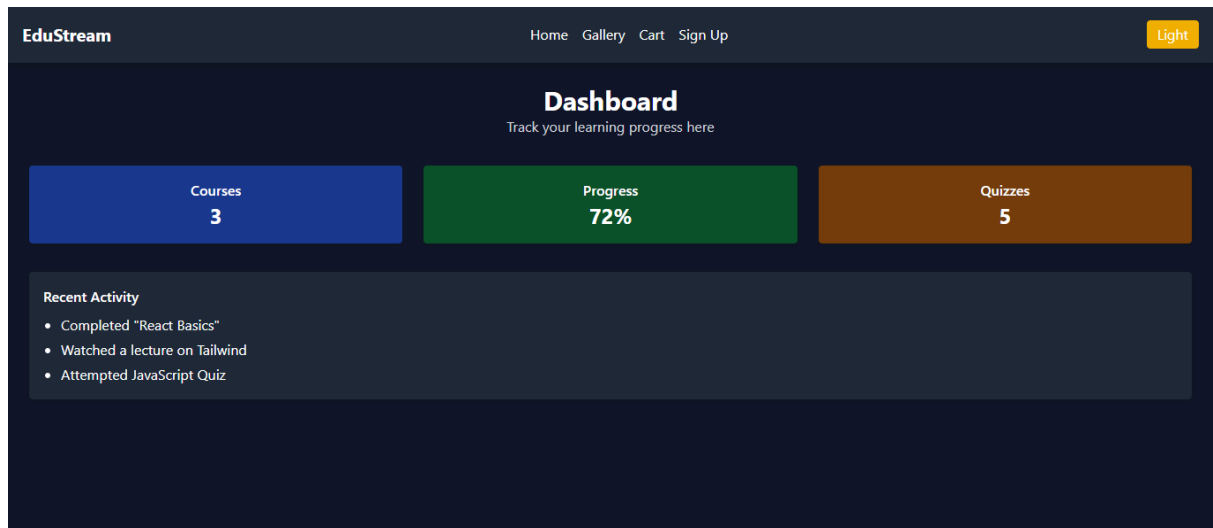 EduStream
Home Gallery Cart Sign Up
Light
Dashboard
Track your learning progress here
Courses
3
Progress
72%
Quizzes
5
Recent Activity
Completed "React Basics"
Watched a lecture on Tailwind
Attempted JavaScript Quiz